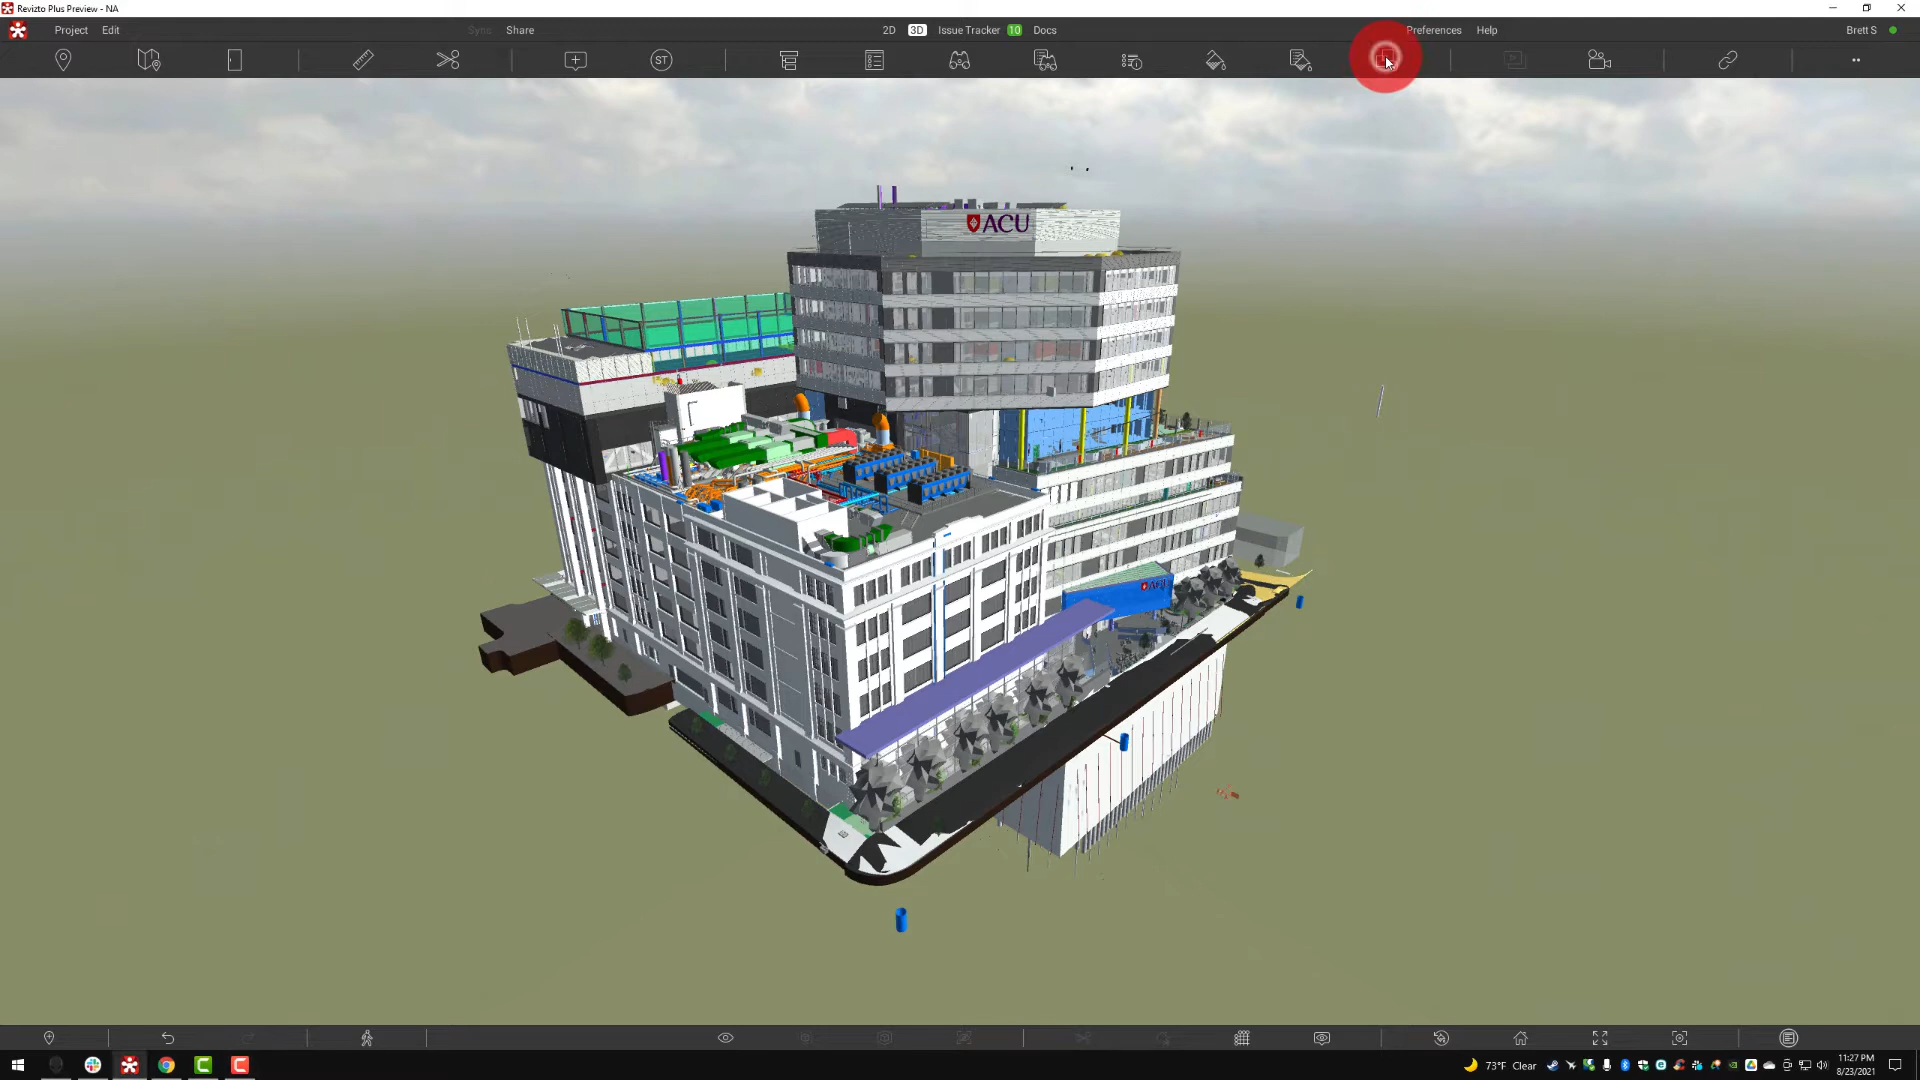 Revizto Plus Preview - NA
Project Edit Sync Share 2D 3D Issue Tracker 10 Docs Preferences Help Brett S
ST
ACU
73°F Clear
11:27 PM
8/23/2021